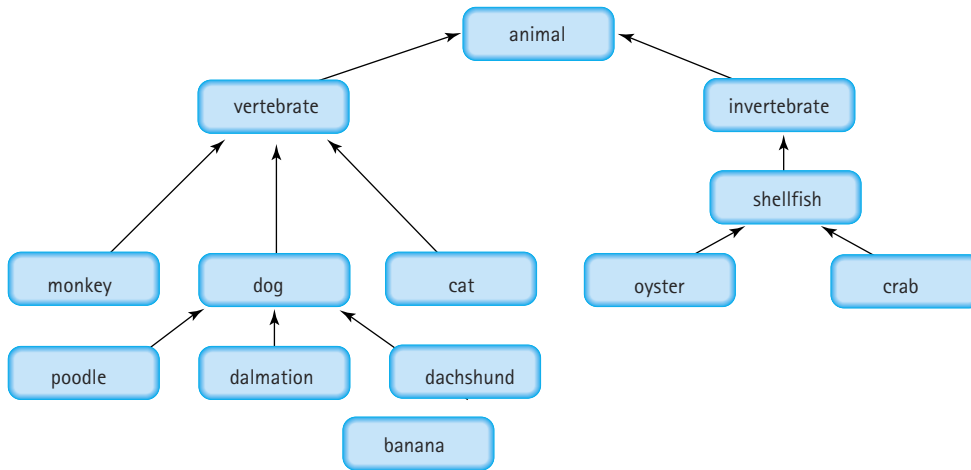 animal
vertebrate
invertebrate
shellfish
monkey
dog
cat
oyster
crab
poodle
dalmation
dachshund
banana